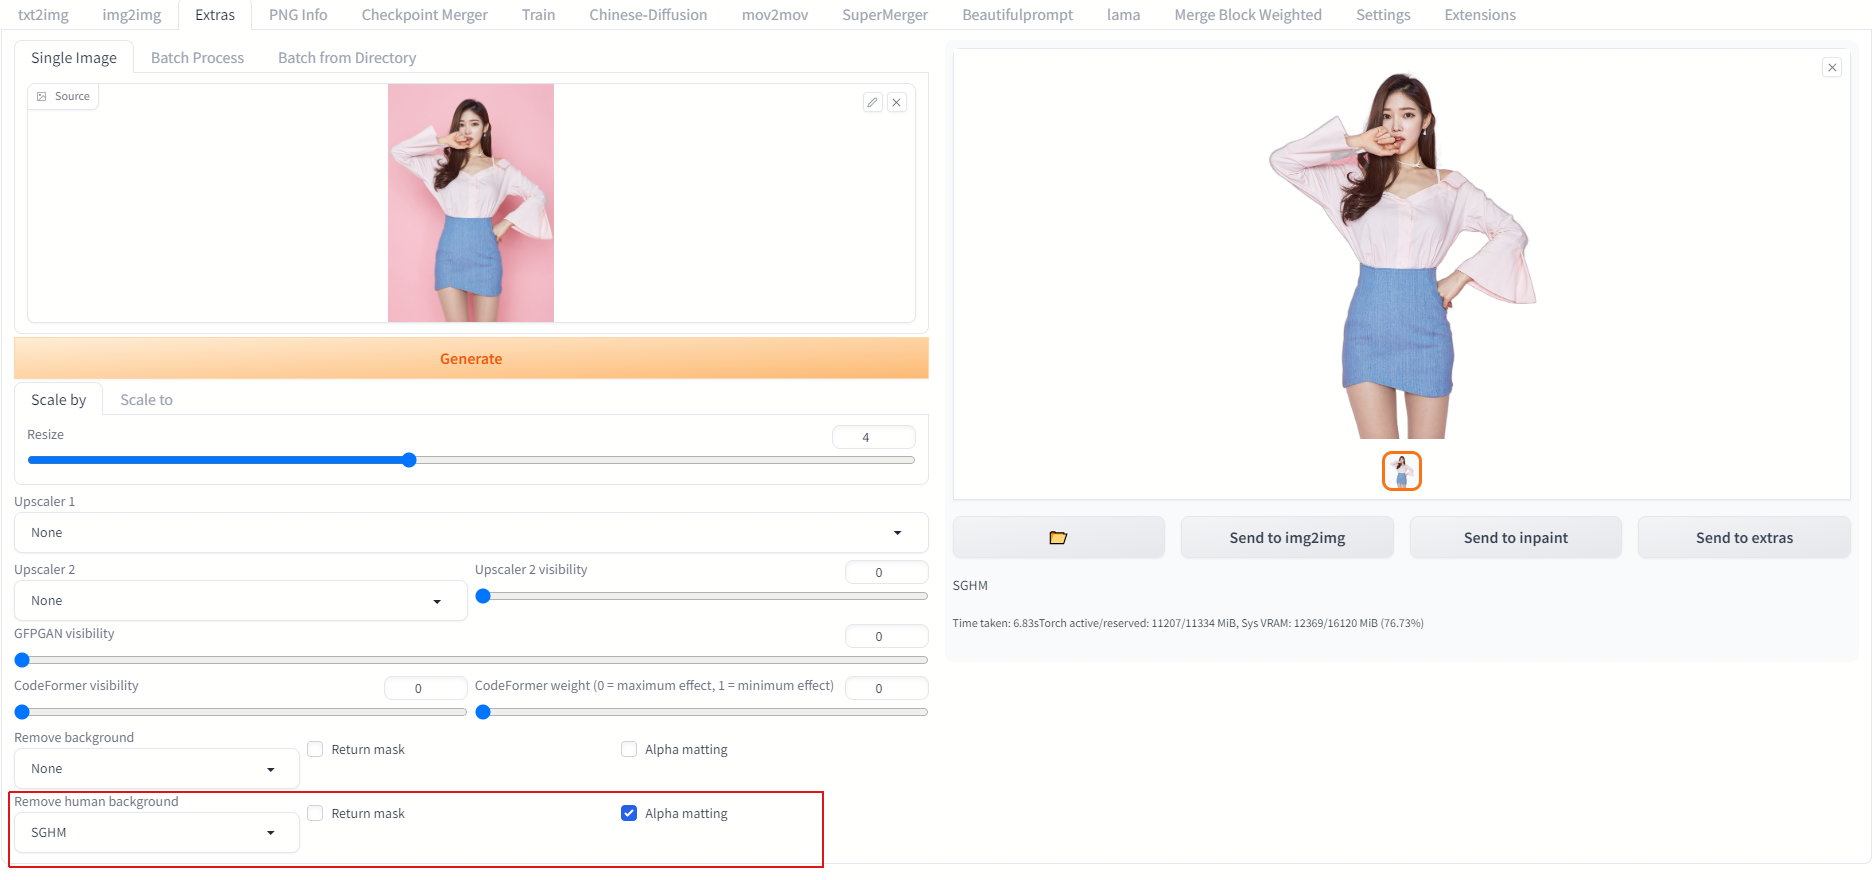 txt2img img2img Extras PNG Info Checkpoint Merger Train Chinese-Diffusion mov2mov SuperMerger Beautifulprompt lama Merge Block Weighted Settings Extensions
Single Image Batch Process Batch from Directory
Source
Generate
Scale by Scale to
Resize 4
Upscaler 1
None
Upscaler 2 Upscaler 2 visibility 0
None
GFPGAN visibility 0
CodeFormer visibility 0 CodeFormer weight (0 = maximum effect, 1 = minimum effect) 0
Remove background
None Return mask Alpha matting
Remove human background
SGHM Return mask Alpha matting
Send to img2img Send to inpaint Send to extras
SGHM
Time taken: 6.83sTorch active/reserved: 11207/11334 MiB, Sys VRAM: 12369/16120 MiB (76.73%)